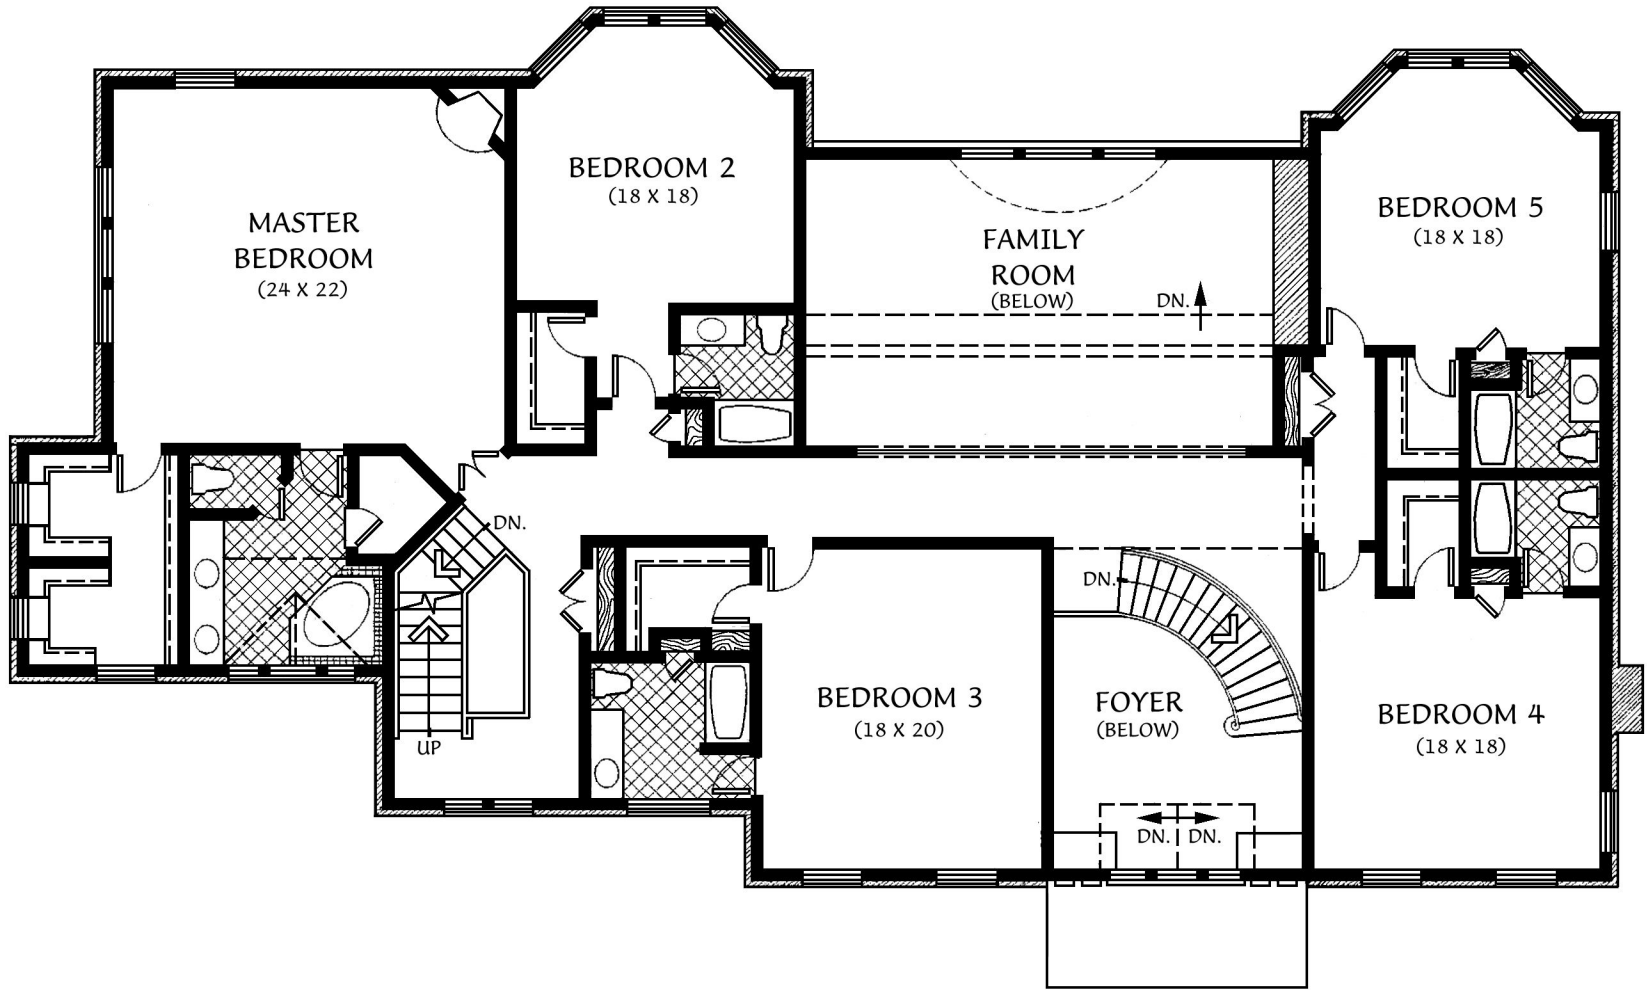 MASTER
BEDROOM
(24 X 22)
BEDROOM 2
(18 X 18)
FAMILY
ROOM
(BELOW)
DN.
BEDROOM 5
(18 X 18)
DN.
UP
BEDROOM 3
(18 X 20)
DN.
FOYER
(BELOW)
DN. DN.
BEDROOM 4
(18 X 18)